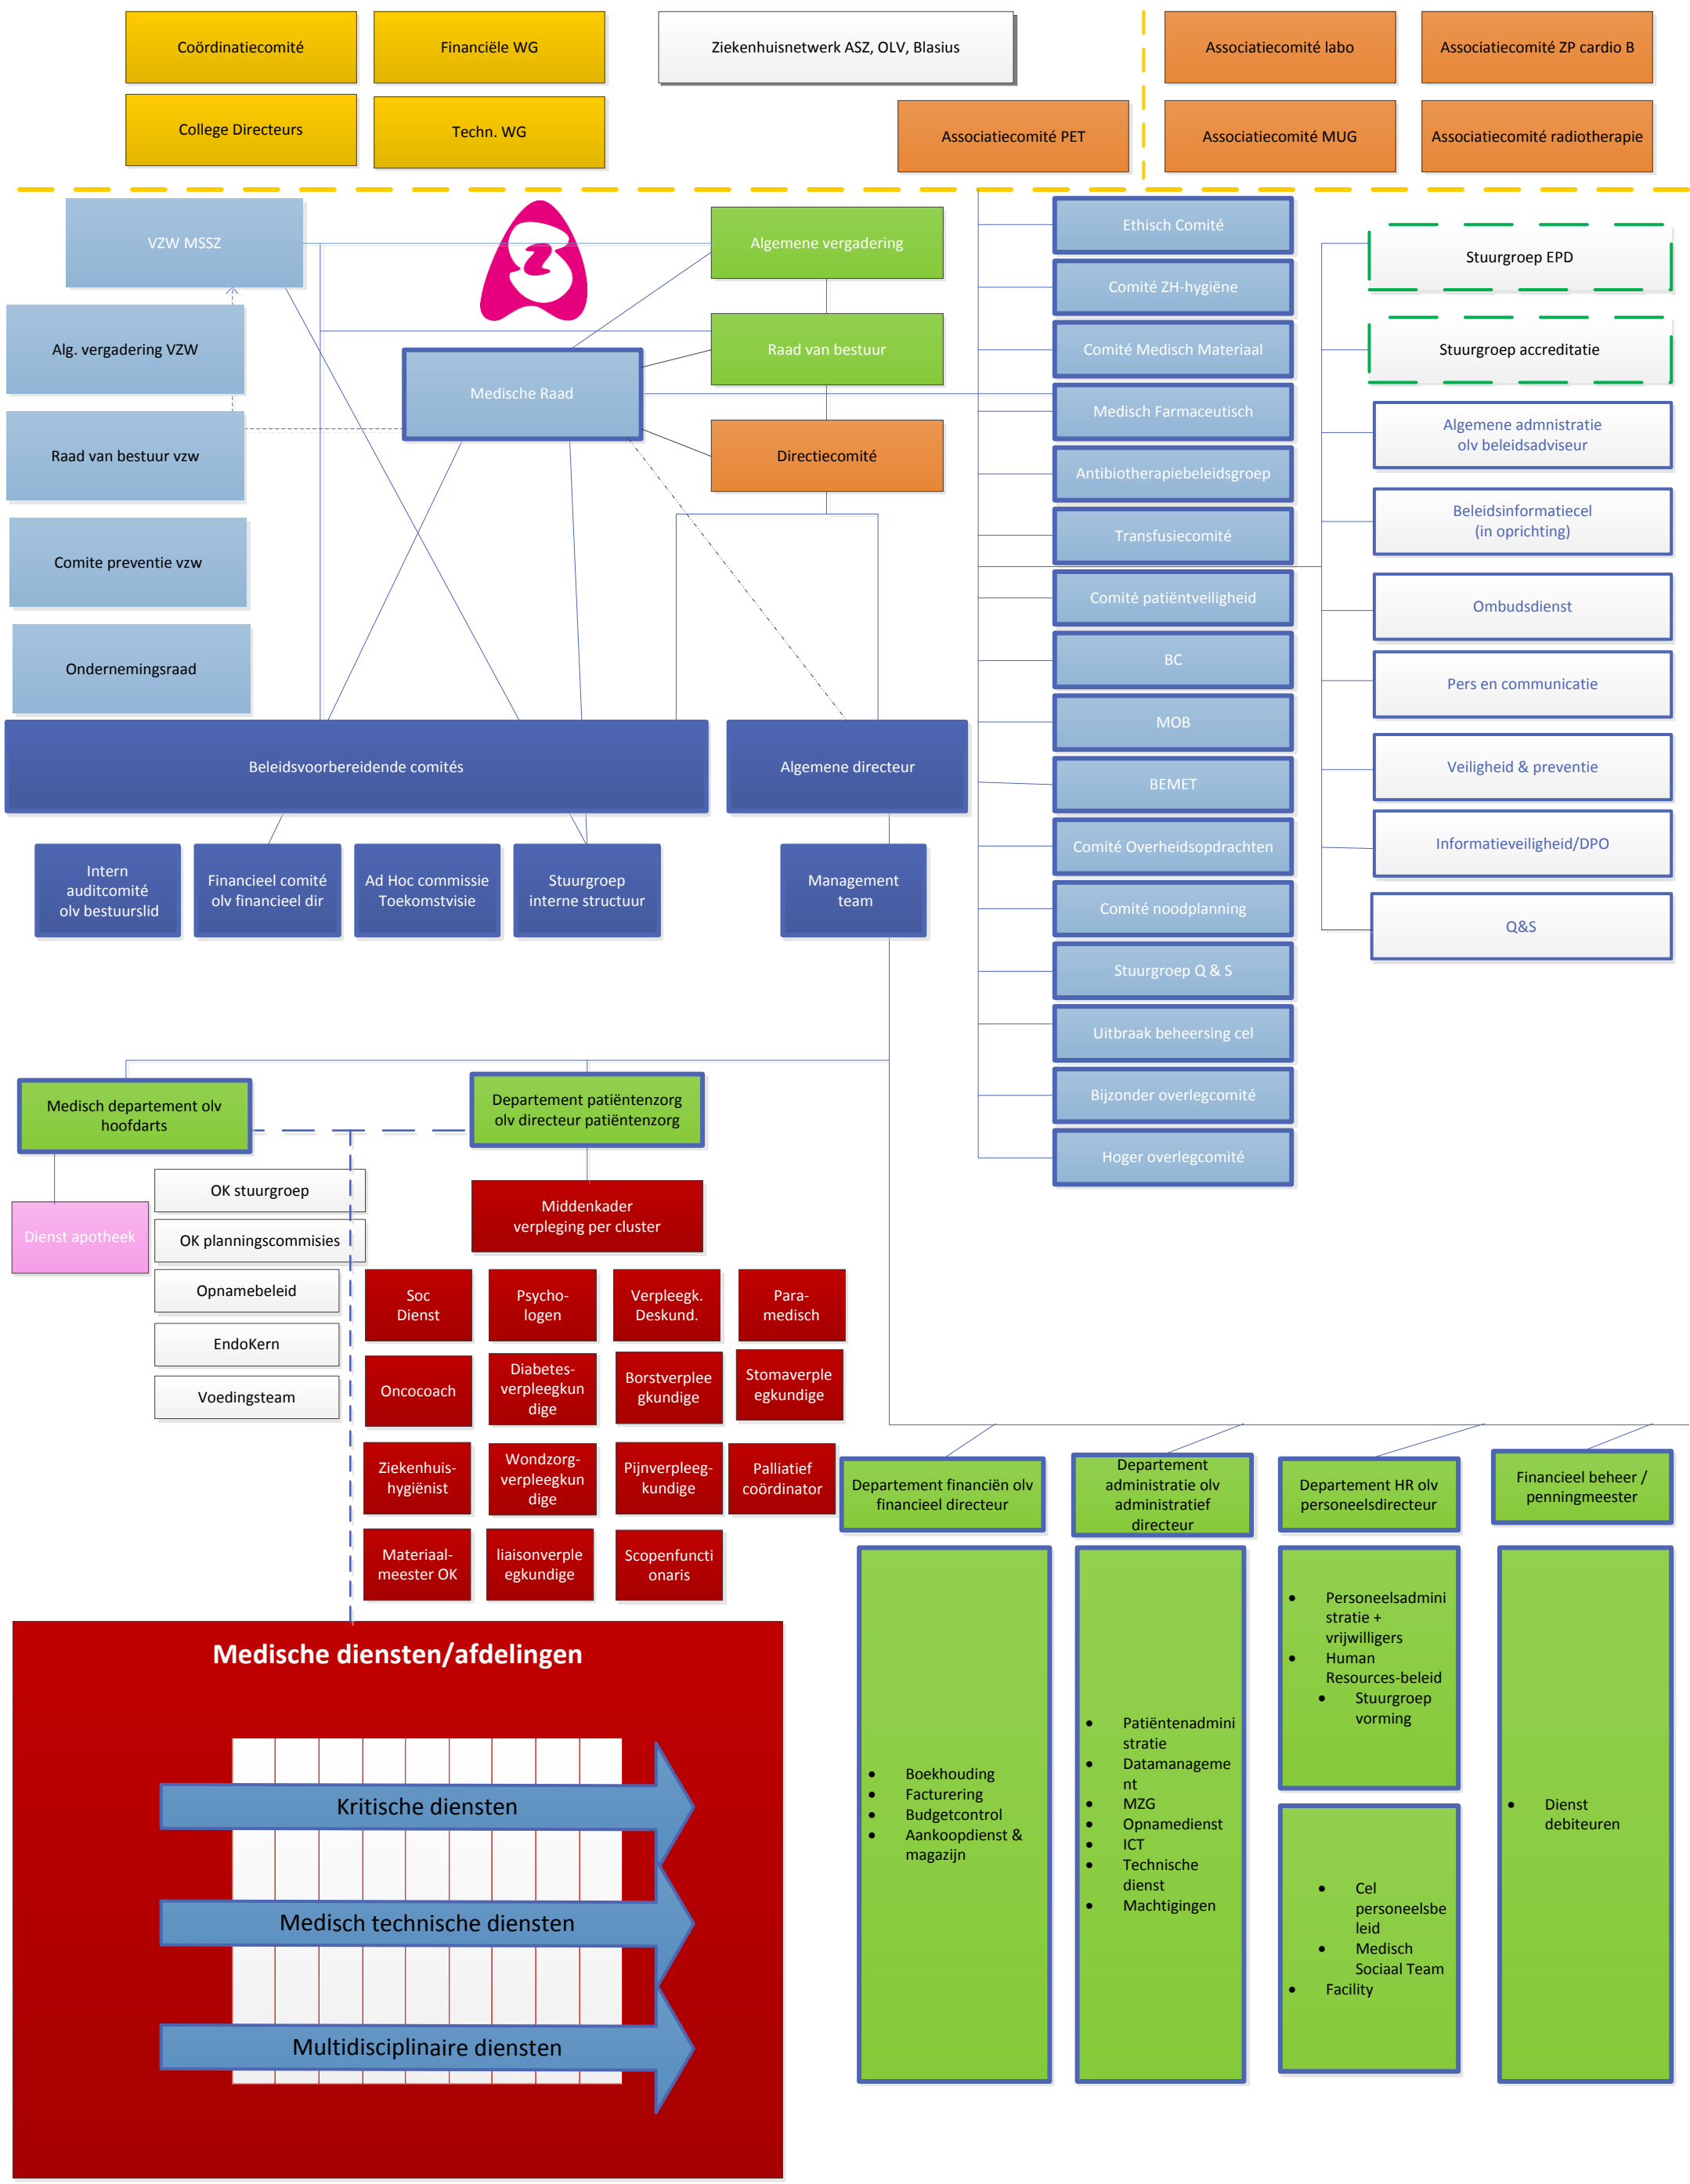 Coördinatiecomité
Financiële WG
Ziekenhuisnetwerk ASZ, OLV, Blasius
Associatiecomité labo
Associatiecomité ZP cardio B
College Directeurs
Techn. WG
Associatiecomité PET
Associatiecomité MUG
Associatiecomité radiotherapie
VZW MSSZ
Alg. vergadering VZW
Raad van bestuur vzw
Comite preventie vzw
Ondernemingsraad
Z
Algemene vergadering
Raad van bestuur
Medische Raad
Directiecomité
Beleidsvoorbereidende comités
Algemene directeur
Intern
auditcomité
olv bestuurslid
Financieel comité
olv financieel dir
Ad Hoc commissie
Toekomstvisie
Stuurgroep
interne structuur
Management
team
Ethisch Comité
Comité ZH-hygiëne
Comité Medisch Materiaal
Medisch Farmaceutisch
Antibiotherapiebeleidsgroep
Transfusiecomité
Comité patiëntveiligheid
BC
MOB
BEMET
Comité Overheidsopdrachten
Comité noodplanning
Stuurgroep Q & S
Uitbraak beheersing cel
Bijzonder overlegcomité
Hoger overlegcomité
Stuurgroep EPD
Stuurgroep accreditatie
Algemene admnistratie
olv beleidsadviseur
Beleidsinformatiecel
(in oprichting)
Ombudsdienst
Pers en communicatie
Veiligheid & preventie
Informatieveiligheid/DPO
Q&S
Medisch departement olv
hoofdarts
Departement patiëntenzorg
olv directeur patiëntenzorg
Dienst apotheek
OK stuurgroep
OK planningscommisies
Opnamebeleid
EndoKern
Voedingsteam
Middenkader
verpleging per cluster
Soc
Dienst
Psycho-
logen
Verpleegk.
Deskund.
Para-
medisch
Oncocoach
Diabetes-
verpleegkun
dige
Borstverplee
gkundige
Stomaverple
egkundige
Ziekenhuis-
hygiënist
Wondzorg-
verpleegkun
dige
Pijnverpleeg-
kundige
Palliatief
coördinator
Materiaal-
meester OK
liaisonverple
egkundige
Scopenfuncti
onaris
Medische diensten/afdelingen
Kritische diensten
Medisch technische diensten
Multidisciplinaire diensten
Departement financiën olv
financieel directeur
• Boekhouding
• Facturering
• Budgetcontrol
• Aankoopdienst &
magazijn
Departement
administratie olv
administratief
directeur
• Patiëntenadmini
stratie
• Datamanageme
nt
• MZG
• Opnamedienst
• ICT
• Technische
dienst
• Machtigingen
Departement HR olv
personeelsdirecteur
• Personeelsadmini
stratie +
vrijwilligers
• Human
Resources-beleid
• Stuurgroep
vorming
• Cel
personeelsbe
leid
• Medisch
Sociaal Team
• Facility
Financieel beheer /
penningmeester
• Dienst
debiteuren